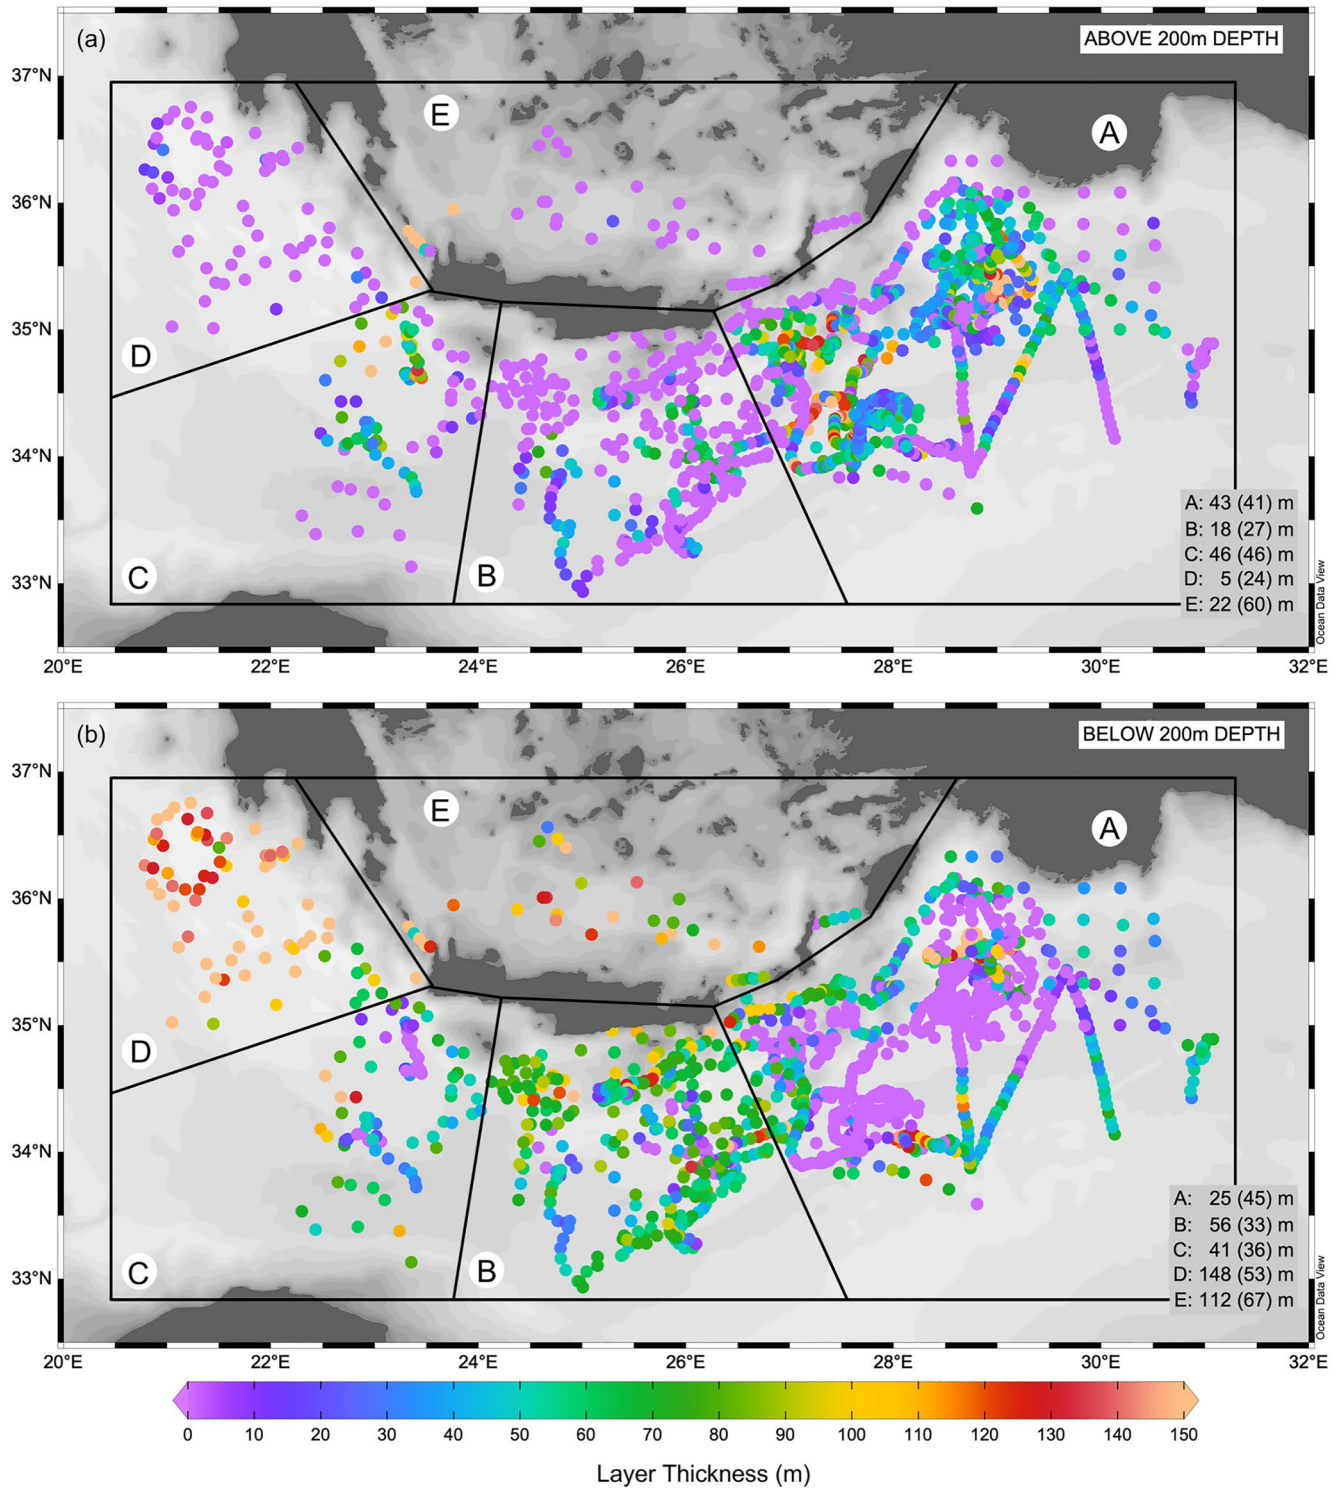 (a)
ABOVE 200m DEPTH
37°N
36°N
35°N
34°N
33°N
E
A
D
C
B
A: 43 (41) m
B: 18 (27) m
C: 46 (46) m
D: 5 (24) m
E: 22 (60) m
Ocean Data View
20°E 22°E 24°E 26°E 28°E 30°E 32°E
(b)
BELOW 200m DEPTH
37°N
36°N
35°N
34°N
33°N
E
A
D
C
B
A: 25 (45) m
B: 56 (33) m
C: 41 (36) m
D: 148 (53) m
E: 112 (67) m
Ocean Data View
20°E 22°E 24°E 26°E 28°E 30°E 32°E
0 10 20 30 40 50 60 70 80 90 100 110 120 130 140 150
Layer Thickness (m)